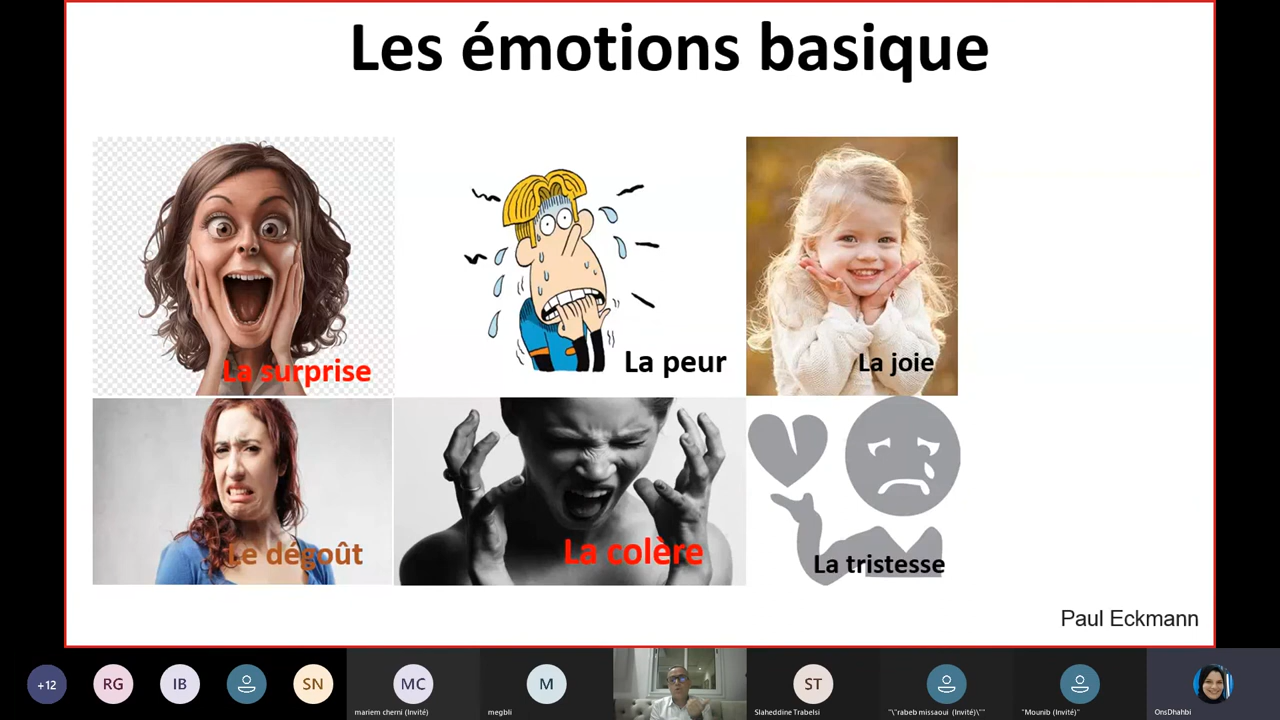 Les émotions basique
La surprise
La peur
La joie
Le dégoût
La colère
La tristesse
Paul Eckmann
+12
RG
IB
SN
MC
mariem cherni (Invité)
M
megbli
ST
Slaheddine Trabelsi
"\"rabeb missaoui (Invité)\""
"Mounib (Invité)"
OnsDhahbi